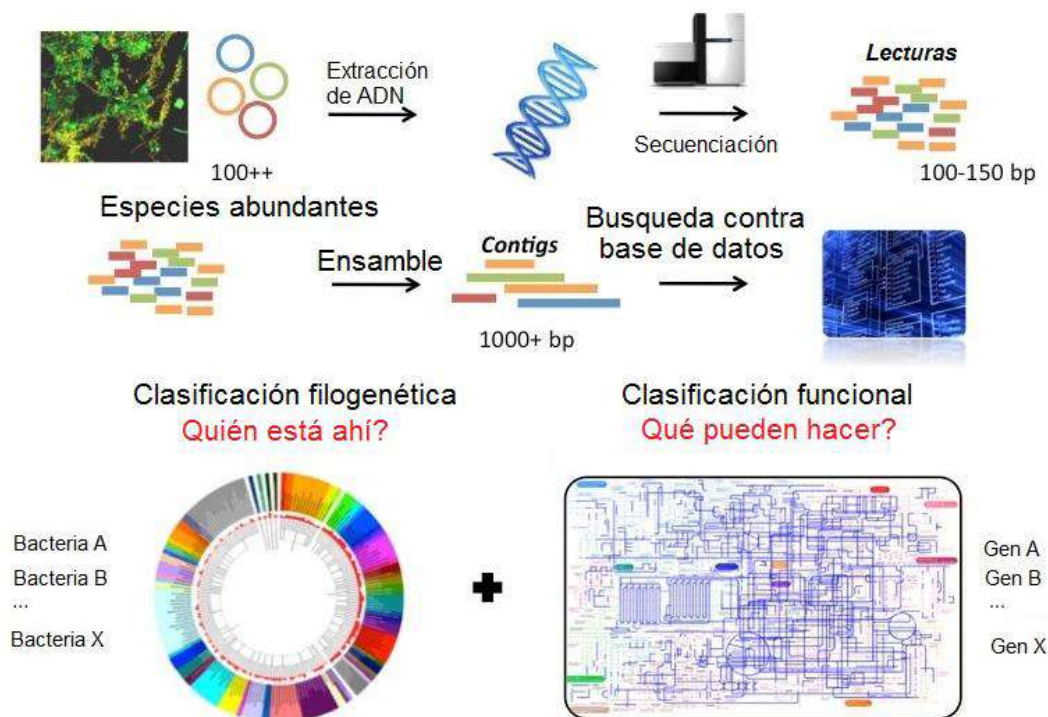 Extracción
de ADN
Secuenciación
Lecturas
100++
100-150 bp
Especies abundantes
Ensamble
Contigs
1000+ bp
Busqueda contra
base de datos
Clasificación filogenética
Quién está ahí?
Clasificación funcional
Qué pueden hacer?
Bacteria A
Bacteria B
...
Bacteria X
Gen A
Gen B
...
Gen X